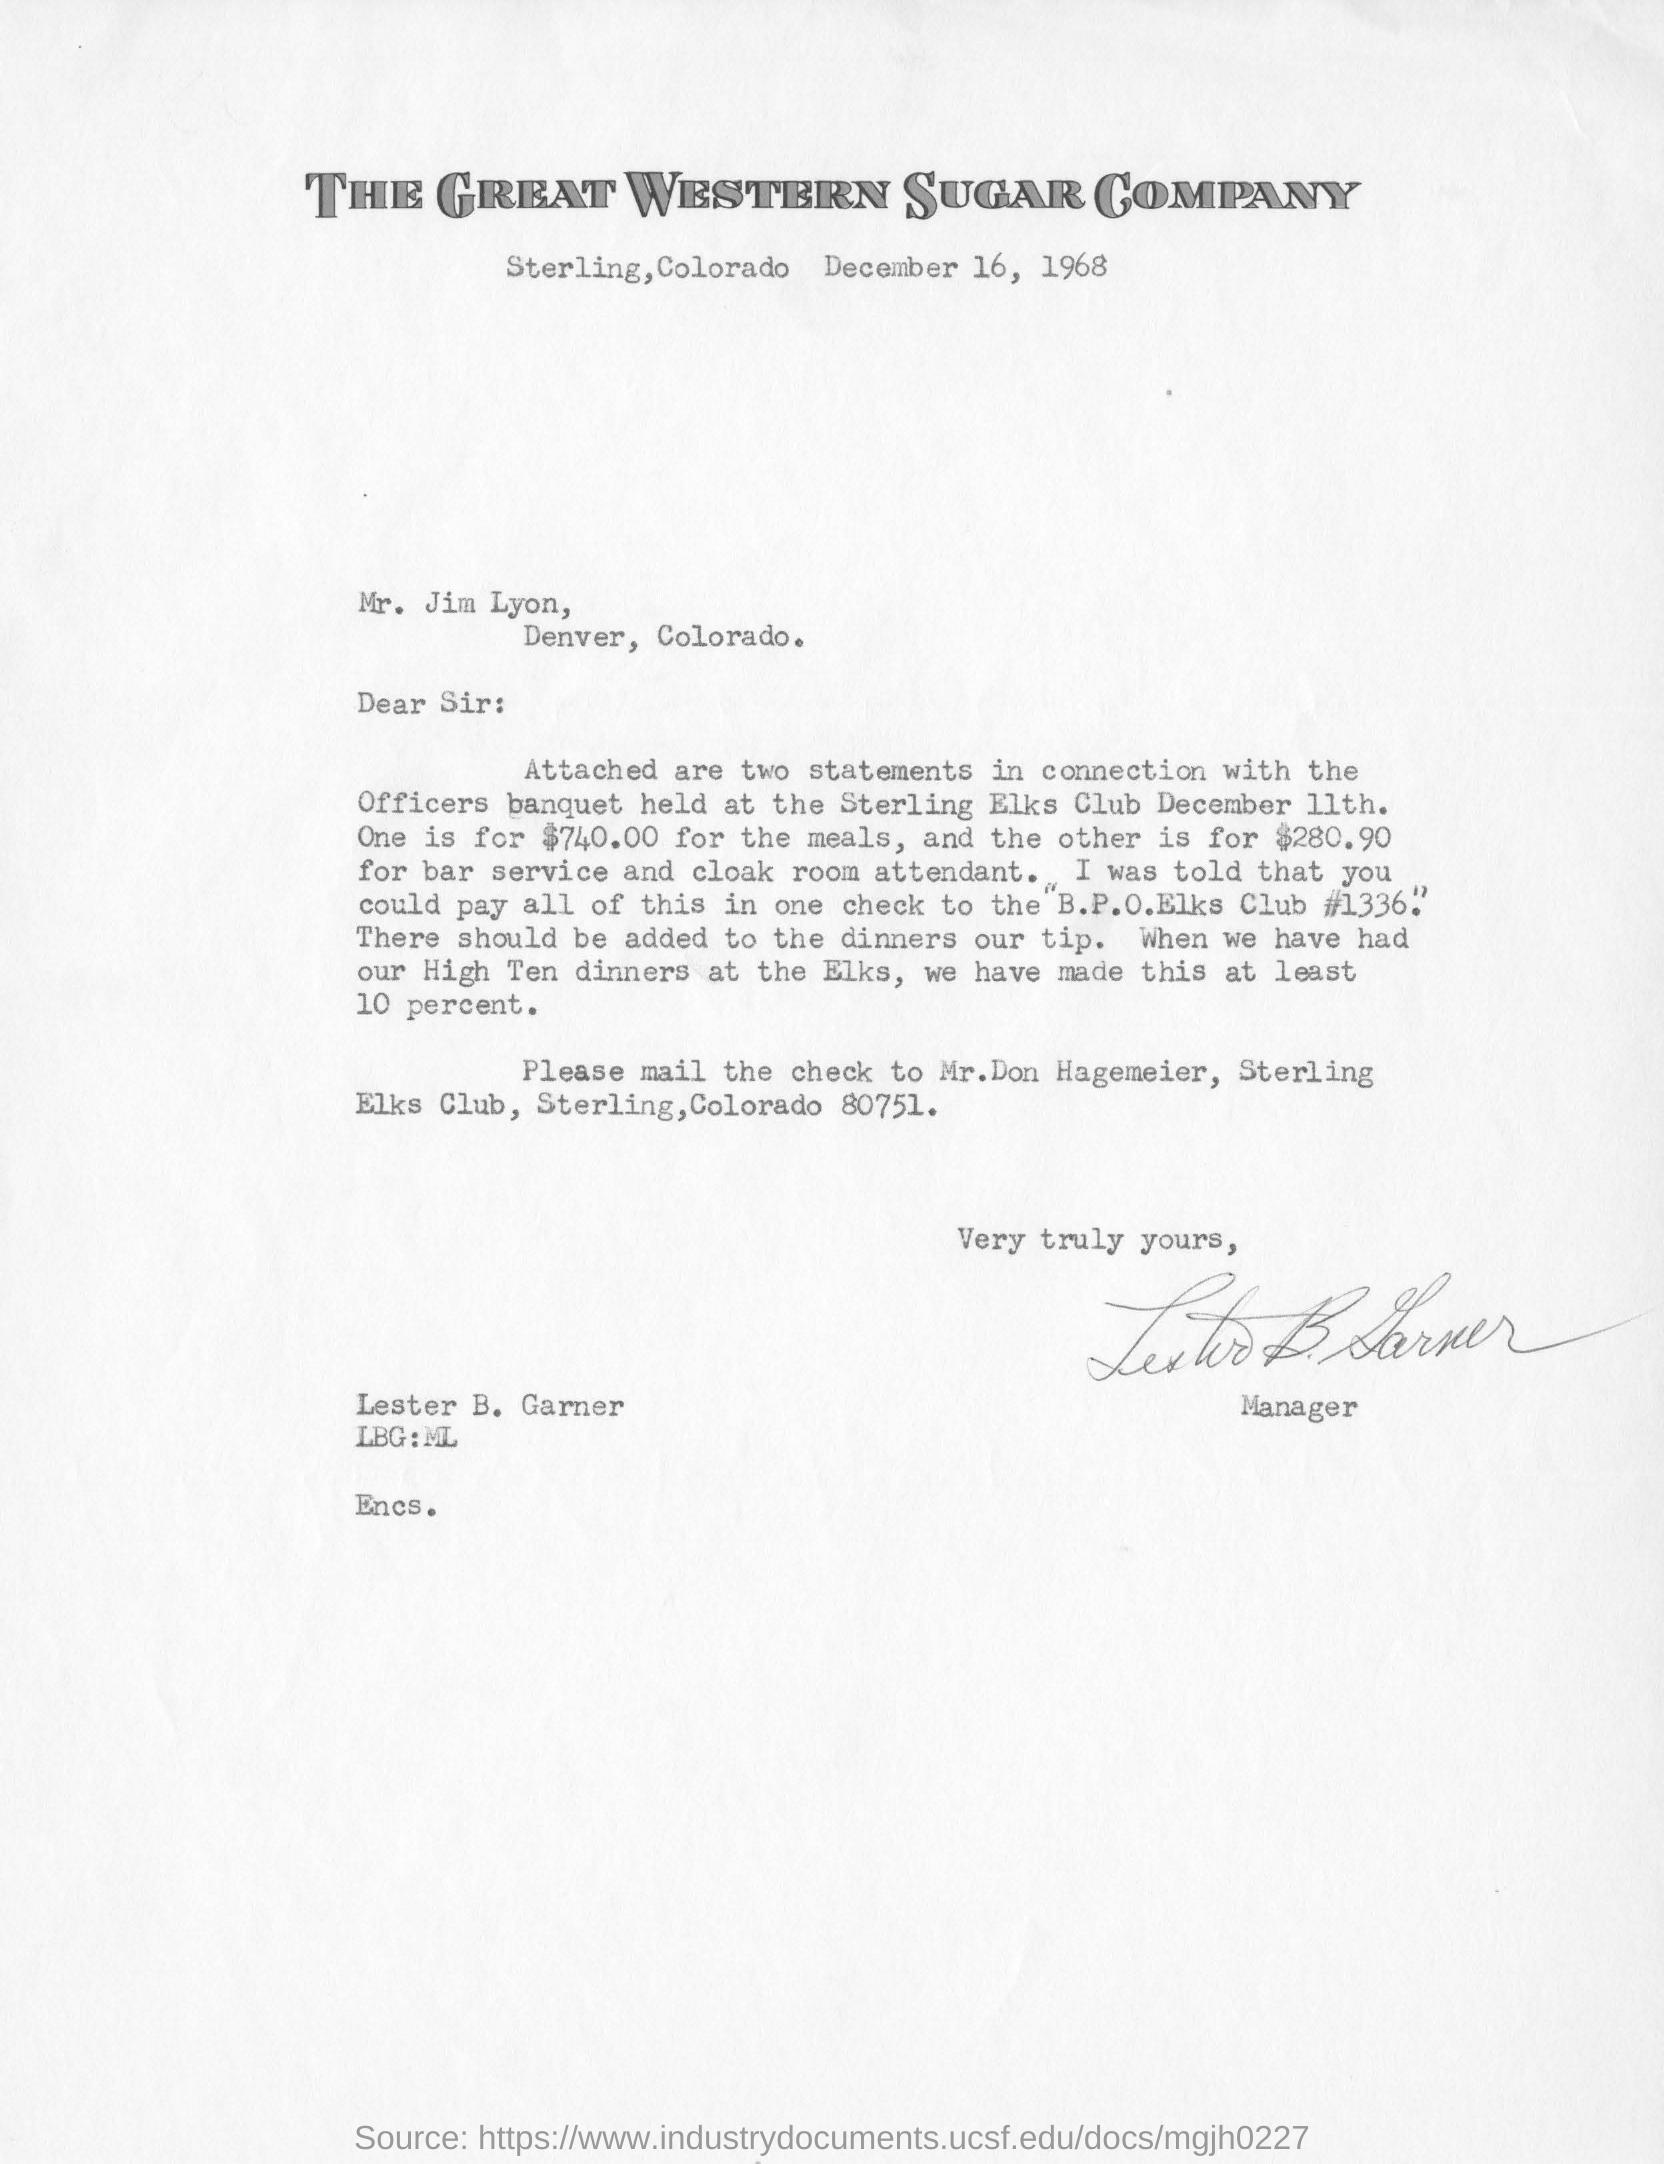 THE GREAT WESTERN SUGAR COMPANY
Sterling,Colorado December 16, 1968
Mr. Jim Lyon,
Denver, Colorado.
Dear Sir:
Attached are two statements in connection with the
Officers banquet held at the Sterling Elks Club December 11th.
One is for $740.00 for the meals, and the other is for $280.90
for bar service and cloak room attendant. I was told that you
could pay all of this in one check to the "B.P.O.Elks Club #1336."
There should be added to the dinners our tip. When we have had
our High Ten dinners at the Elks, we have made this at least
10 percent.
Please mail the check to Mr.Don Hagemeier, Sterling
Elks Club, Sterling,Colorado 80751.
Very truly yours,
Lester B. Garner
Lester B. Garner Manager
LBG:ML
Encs.
Source: https://www.industrydocuments.ucsf.edu/docs/mgjh0227